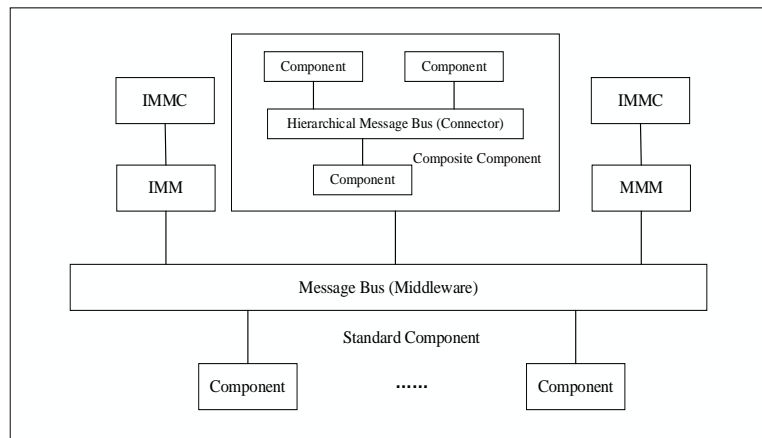 Component
Component
IMMC
IMMC
Hierarchical Message Bus (Connector)
Composite Component
Component
IMM
MMM
Message Bus (Middleware)
Standard Component
Component
......
Component